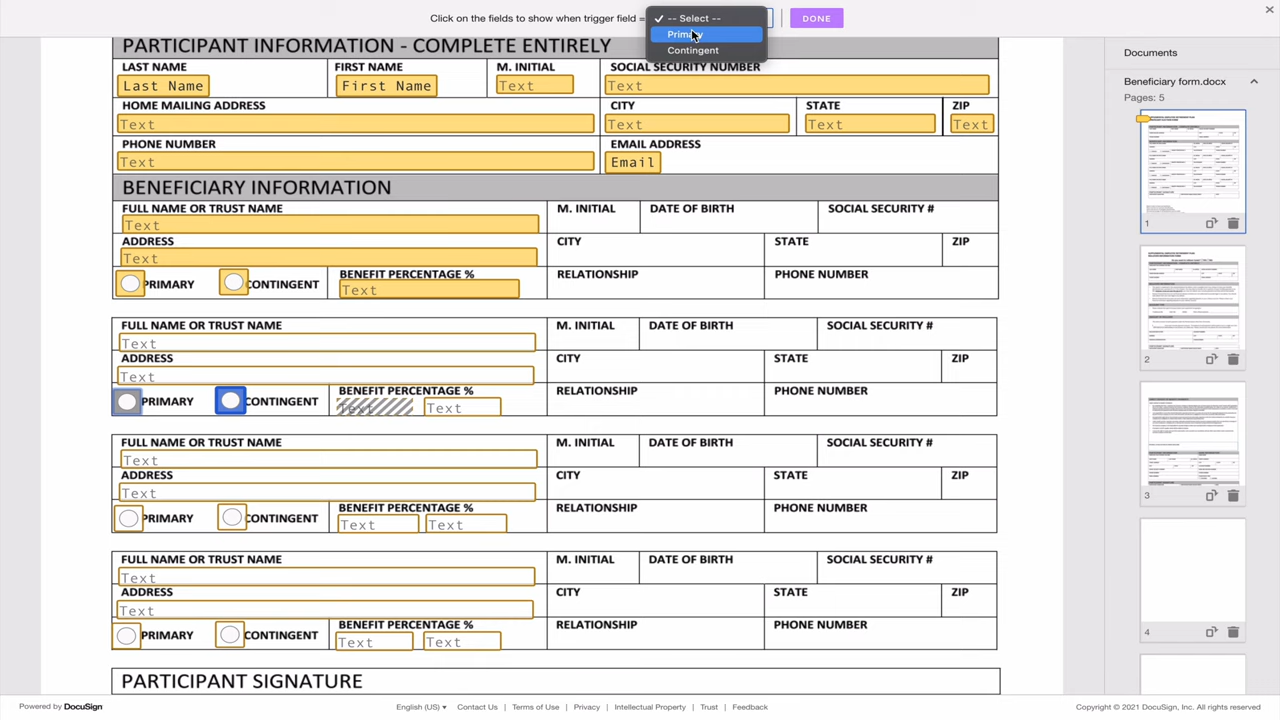 Click on the fields to show when trigger field = ✓ -- Select -- DONE
Primary
Contingent
PARTICIPANT INFORMATION - COMPLETE ENTIRELY
LAST NAME FIRST NAME M. INITIAL SOCIAL SECURITY NUMBER
Last Name First Name Text Text
HOME MAILING ADDRESS CITY STATE ZIP
Text Text Text Text
PHONE NUMBER EMAIL ADDRESS
Text Email
BENEFICIARY INFORMATION
FULL NAME OR TRUST NAME M. INITIAL DATE OF BIRTH SOCIAL SECURITY #
Text
ADDRESS CITY STATE ZIP
Text
PRIMARY CONTINGENT BENEFIT PERCENTAGE % RELATIONSHIP PHONE NUMBER
Text
FULL NAME OR TRUST NAME M. INITIAL DATE OF BIRTH SOCIAL SECURITY #
Text
ADDRESS CITY STATE ZIP
Text
PRIMARY CONTINGENT BENEFIT PERCENTAGE % RELATIONSHIP PHONE NUMBER
Text Text
FULL NAME OR TRUST NAME M. INITIAL DATE OF BIRTH SOCIAL SECURITY #
Text
ADDRESS CITY STATE ZIP
Text
PRIMARY CONTINGENT BENEFIT PERCENTAGE % RELATIONSHIP PHONE NUMBER
Text Text
FULL NAME OR TRUST NAME M. INITIAL DATE OF BIRTH SOCIAL SECURITY #
Text
ADDRESS CITY STATE ZIP
Text
PRIMARY CONTINGENT BENEFIT PERCENTAGE % RELATIONSHIP PHONE NUMBER
Text Text
PARTICIPANT SIGNATURE
Documents
Beneficiary form.docx
Pages: 5
1
2
3
4
Powered by DocuSign English (US) ▾ | Contact Us | Terms of Use | Privacy | Intellectual Property | Trust | Feedback Copyright © 2021 DocuSign, Inc. All rights reserved